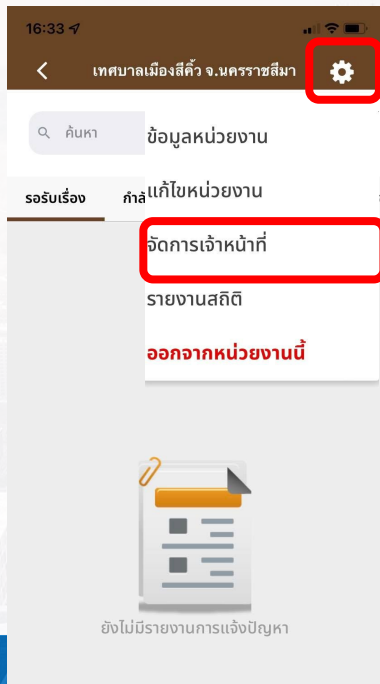 16:33
เทศบาลเมืองสีคิ้ว จ.นครราชสีมา
ค้นหา
ข้อมูลหน่วยงาน
แก้ไขหน่วยงาน
รอรับเรื่อง
จัดการเจ้าหน้าที่
รายงานสถิติ
ออกจากหน่วยงานนี้
ยังไม่มีรายงานการแจ้งปัญหา